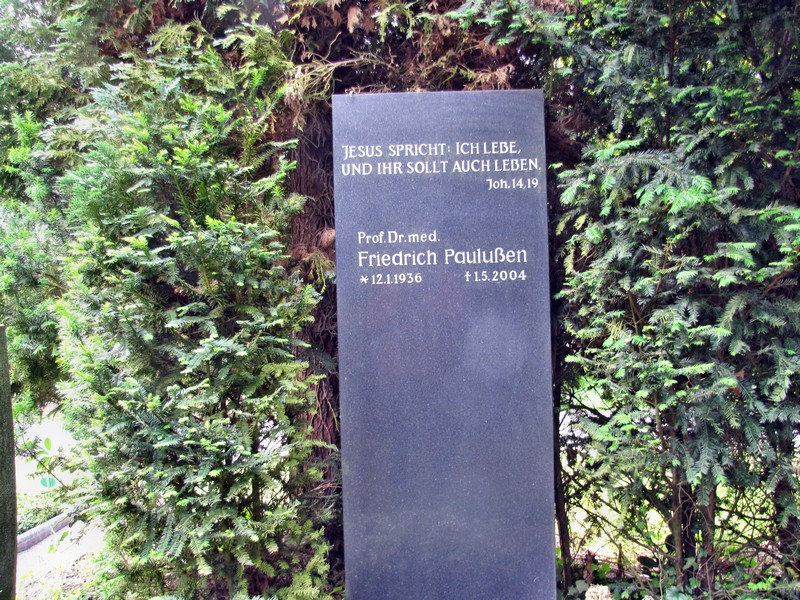 JESUS SPRICHT: ICH LEBE,
UND IHR SOLLT AUCH LEBEN.
Joh. 14,19
Prof. Dr. med.
Friedrich Paulußen
* 12.1.1936 † 1.5.2004